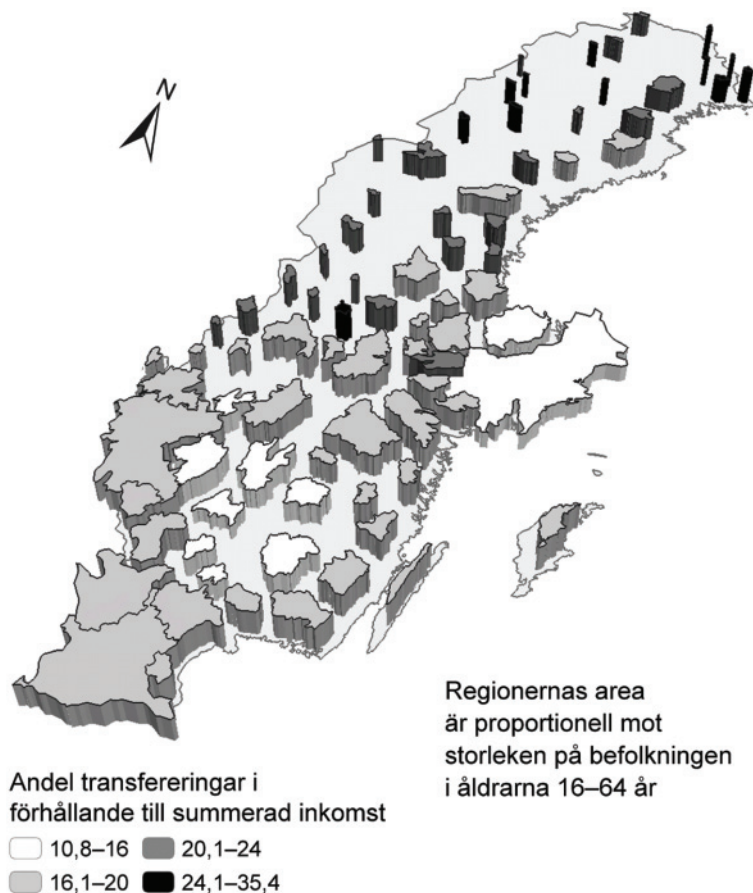 N
Regionernas area
är proportionell mot
storleken på befolkningen
i åldrarna 16–64 år
Andel transfereringar i
förhållande till summerad inkomst
10,8–16 20,1–24
16,1–20 24,1–35,4